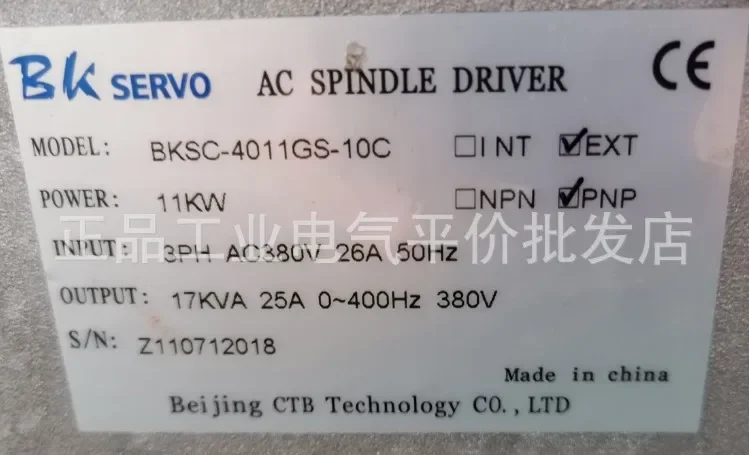 BK SERVO AC SPINDLE DRIVER CE
MODEL: BKSC-4011GS-10C ☐INT ☑EXT
POWER: 11KW ☐NPN ☑PNP
正品工业电气平价批发店
INPUT: 3PH AC380V 26A 50Hz
OUTPUT: 17KVA 25A 0~400Hz 380V
S/N: Z110712018
Made in china
Beijing CTB Technology CO.,LTD